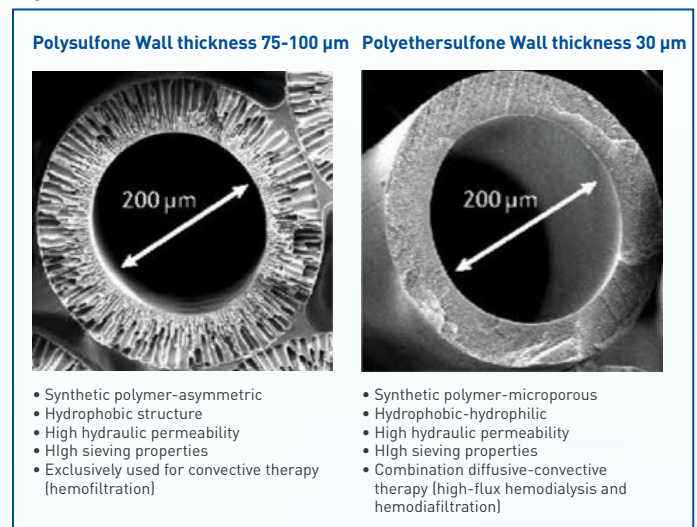 Polysulfone Wall thickness 75-100 µm
200 µm
• Synthetic polymer-asymmetric
• Hydrophobic structure
• High hydraulic permeability
• HIgh sieving properties
• Exclusively used for convective therapy
(hemofiltration)
Polyethersulfone Wall thickness 30 µm
200 µm
• Synthetic polymer-microporous
• Hydrophobic-hydrophilic
• High hydraulic permeability
• HIgh sieving properties
• Combination diffusive-convective
therapy (high-flux hemodialysis and
hemodiafiltration)